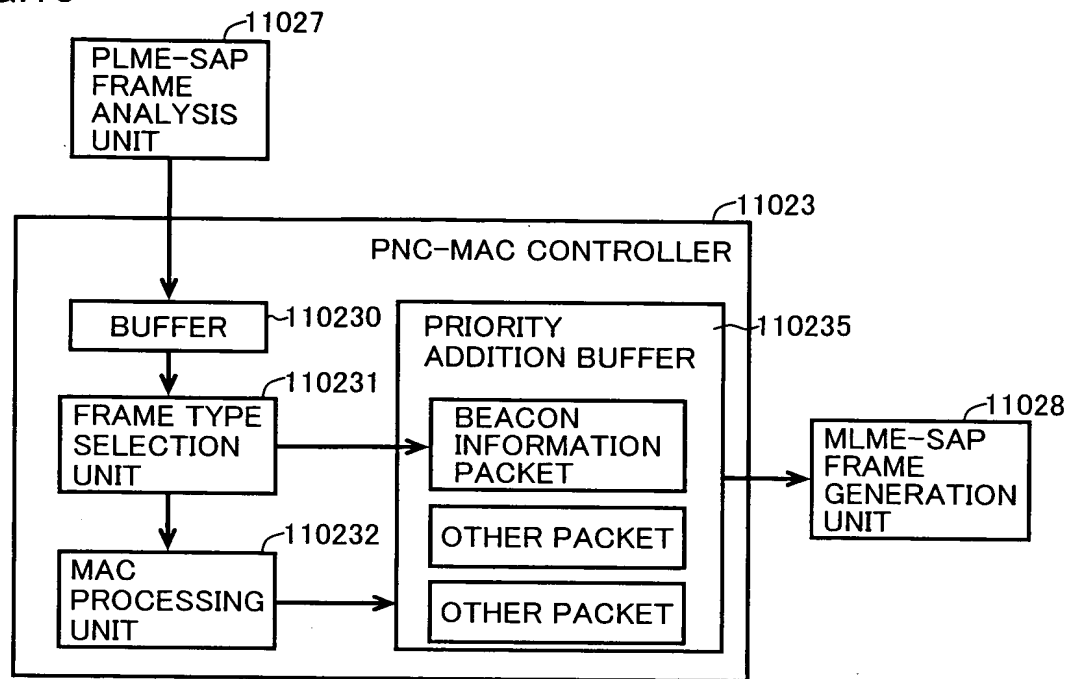 11027
PLME-SAP
FRAME
ANALYSIS
UNIT
11023
PNC-MAC CONTROLLER
BUFFER
110230
PRIORITY
ADDITION BUFFER
110235
110231
FRAME TYPE
SELECTION
UNIT
BEACON
INFORMATION
PACKET
11028
MLME-SAP
FRAME
GENERATION
UNIT
OTHER PACKET
110232
MAC
PROCESSING
UNIT
OTHER PACKET